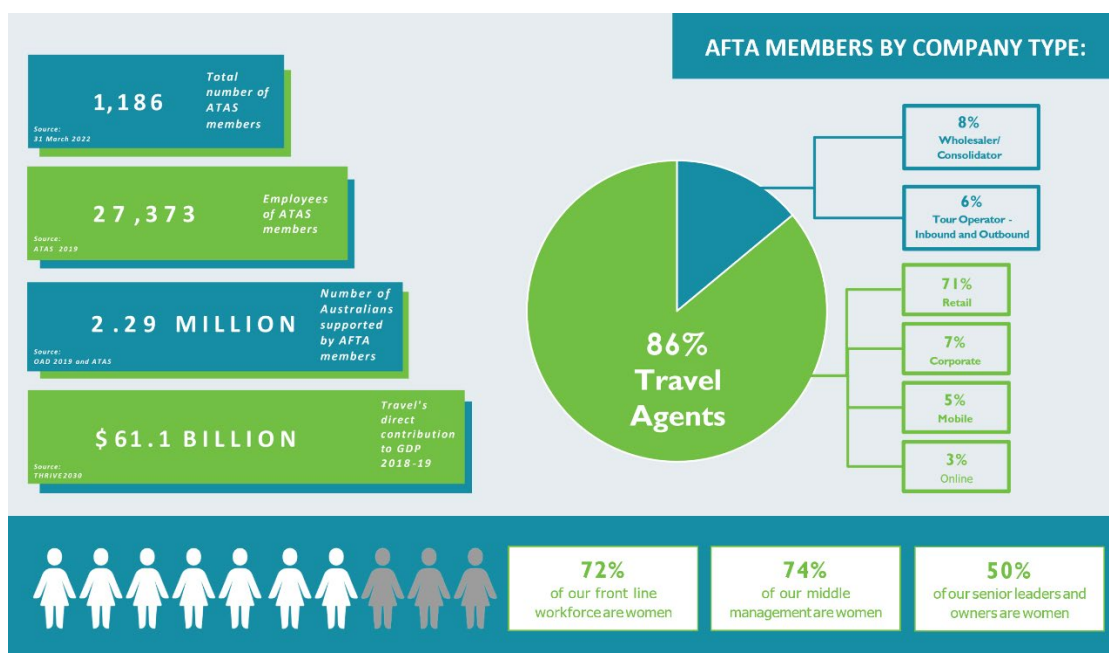 AFTA MEMBERS BY COMPANY TYPE:
1,186
Total
number of
ATAS
members
Source:
31 March 2022
27,373
Employees
of ATAS
members
Source:
ATAS 2019
2.29 MILLION
Number of
Australians
supported
by AFTA
members
Source:
OAD 2019 and ATAS
$61.1 BILLION
Travel's
direct
contribution
to GDP
2018-19
Source:
THRIVE2030
86%
Travel
Agents
8%
Wholesaler/
Consolidator
6%
Tour Operator -
Inbound and Outbound
71%
Retail
7%
Corporate
5%
Mobile
3%
Online
72%
of our front line
workforce are women
74%
of our middle
management are women
50%
of our senior leaders and
owners are women